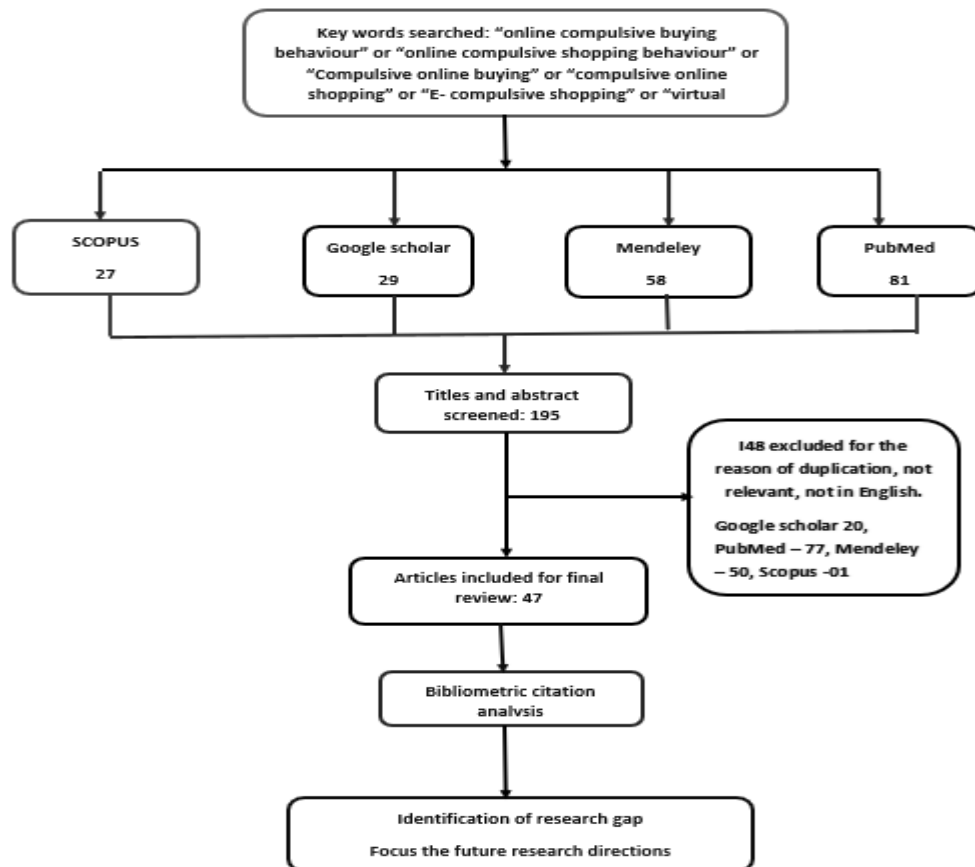 Key words searched: “online compulsive buying
behaviour” or “online compulsive shopping behaviour” or
“Compulsive online buying” or “compulsive online
shopping” or “E- compulsive shopping” or “virtual
SCOPUS
27
Google scholar
29
Mendeley
58
PubMed
81
Titles and abstract
screened: 195
I48 excluded for the
reason of duplication, not
relevant, not in English.
Google scholar 20,
PubMed – 77, Mendeley
– 50, Scopus -01
Articles included for final
review: 47
Bibliometric citation
analysis
Identification of research gap
Focus the future research directions